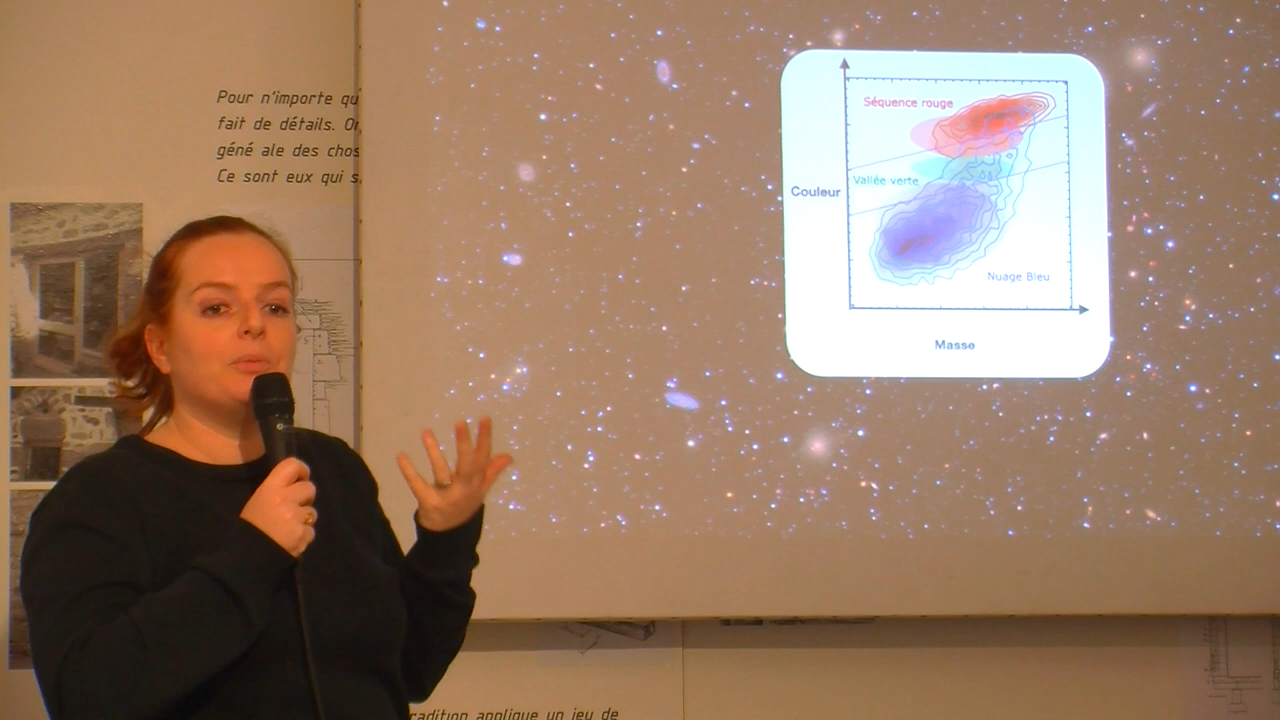 Pour n'importe qu
fait de détails. Or
géné ale des chos
Ce sont eux qui s
Séquence rouge
Vallée verte
Couleur
Nuage Bleu
Masse
radition applique un jeu de